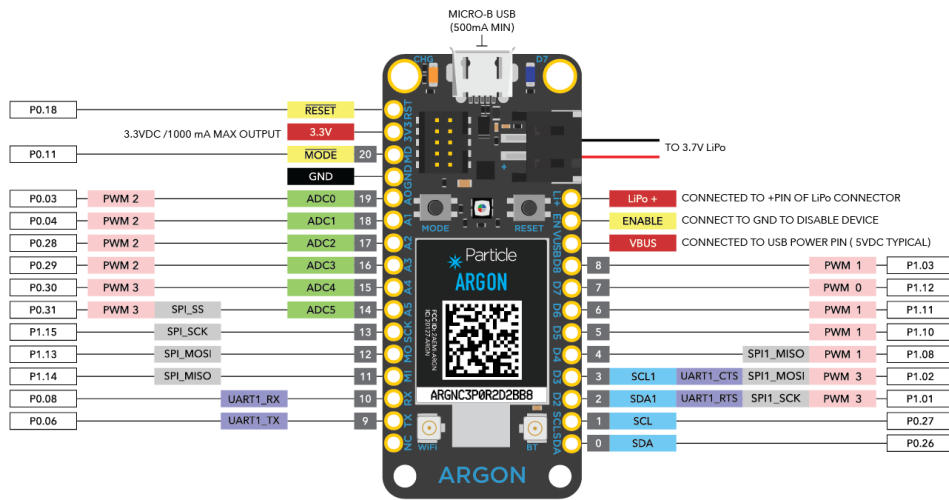 MICRO-B USB
(500mA MIN)
CHG
D7
P0.18 RESET RST
3.3VDC /1000 mA MAX OUTPUT 3.3V 3V3
P0.11 MODE 20 MD
GND GND
P0.03 PWM 2 ADC0 19 A0
P0.04 PWM 2 ADC1 18 A1
P0.28 PWM 2 ADC2 17 A2
P0.29 PWM 2 ADC3 16 A3
P0.30 PWM 3 ADC4 15 A4
P0.31 PWM 3 SPI_SS ADC5 14 A5
P1.15 SPI_SCK 13 SCK
P1.13 SPI_MOSI 12 MO
P1.14 SPI_MISO 11 MI
P0.08 UART1_RX 10 RX
P0.06 UART1_TX 9 TX
NC
+
TO 3.7V LiPo
MODE
RESET
Particle
ARGON
FCC ID: 2AEMI-ARGN
IC: 20127-ARGN
ARGNC3P0R2D2BB8
WiFi
BT
ARGON
Li+ LiPo + CONNECTED TO +PIN OF LiPo CONNECTOR
EN ENABLE CONNECT TO GND TO DISABLE DEVICE
VUSB VBUS CONNECTED TO USB POWER PIN ( 5VDC TYPICAL)
D8 8 PWM 1 P1.03
D7 7 PWM 0 P1.12
D6 6 PWM 1 P1.11
D5 5 PWM 1 P1.10
D4 4 SPI1_MISO PWM 1 P1.08
D3 3 SCL1 UART1_CTS SPI1_MOSI PWM 3 P1.02
D2 2 SDA1 UART1_RTS SPI1_SCK PWM 3 P1.01
SCL 1 SCL P0.27
SDA 0 SDA P0.26